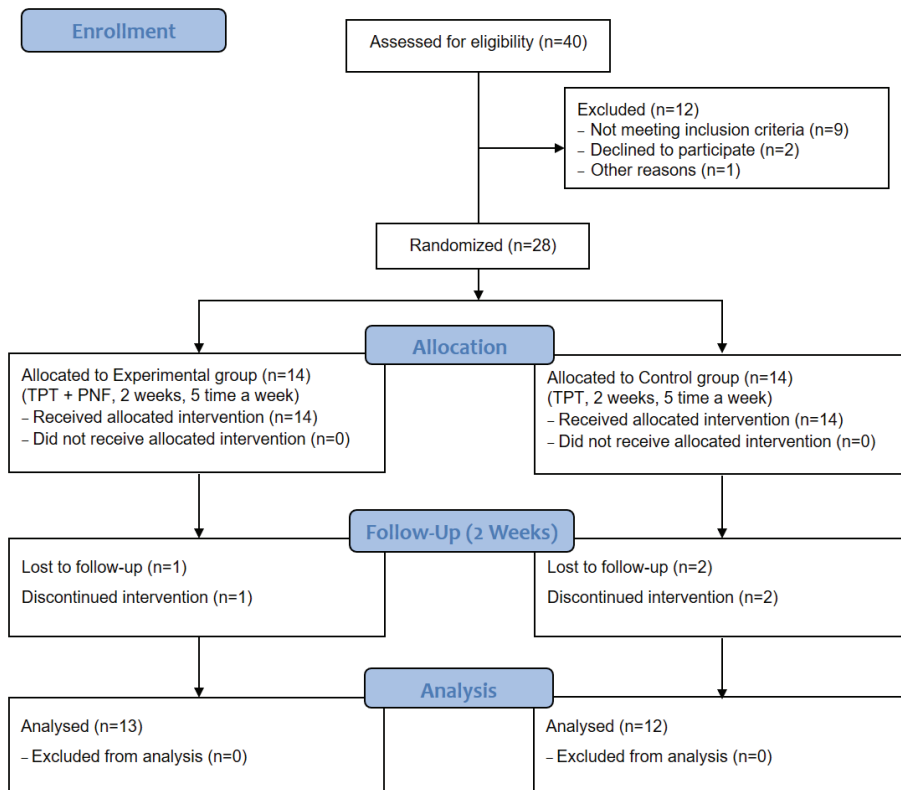 Enrollment
Assessed for eligibility (n=40)
Excluded (n=12)
– Not meeting inclusion criteria (n=9)
– Declined to participate (n=2)
– Other reasons (n=1)
Randomized (n=28)
Allocation
Allocated to Experimental group (n=14)
(TPT + PNF, 2 weeks, 5 time a week)
– Received allocated intervention (n=14)
– Did not receive allocated intervention (n=0)
Allocated to Control group (n=14)
(TPT, 2 weeks, 5 time a week)
– Received allocated intervention (n=14)
– Did not receive allocated intervention (n=0)
Follow-Up (2 Weeks)
Lost to follow-up (n=1)
Discontinued intervention (n=1)
Lost to follow-up (n=2)
Discontinued intervention (n=2)
Analysis
Analysed (n=13)
– Excluded from analysis (n=0)
Analysed (n=12)
– Excluded from analysis (n=0)